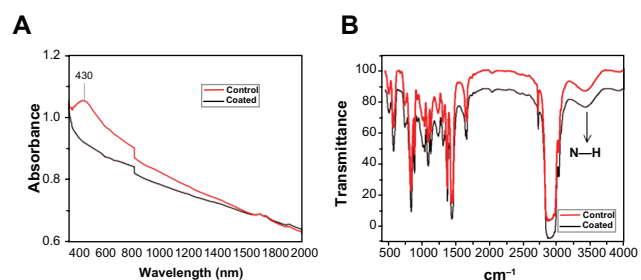 A
430
1.2
1.0
0.8
0.6
Absorbance
Control
Coated
400 600 800 1000 1200 1400 1600 1800 2000
Wavelength (nm)
B
100
80
60
40
20
0
Transmittance
N—H
Control
Coated
500 1000 1500 2000 2500 3000 3500 4000
cm⁻¹